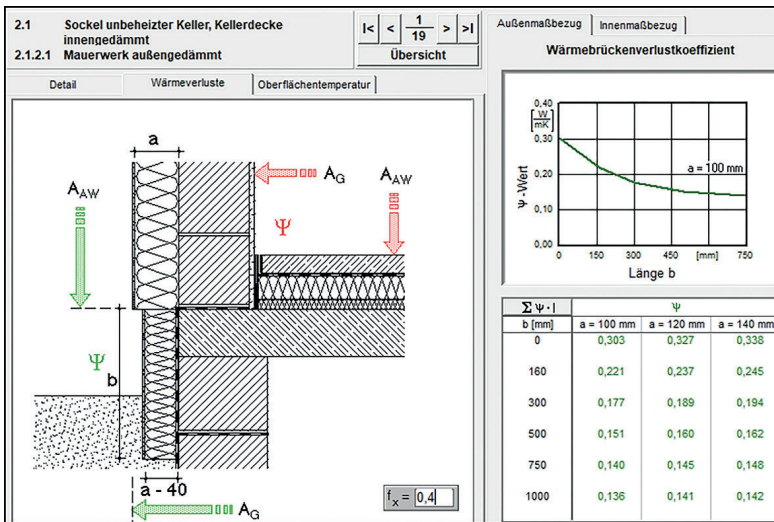 2.1 Sockel unbeheizter Keller, Kellerdecke
innengedämmt
2.1.2.1 Mauerwerk außengedämmt
|< < 1/19 > >|
Übersicht
Detail Wärmeverluste Oberflächentemperatur
a
A_AW
A_G
A_AW
Ψ
Ψ
b
a - 40
A_G
f_x = 0,4
Außenmaßbezug Innenmaßbezug
Wärmebrückenverlustkoeffizient
0,40
[W/mK]
0,30
0,20
0,10
0,00
Ψ -Wert
a = 100 mm
0 150 300 450 [mm] 750
Länge b
Σ Ψ · l Ψ
b [mm] a = 100 mm a = 120 mm a = 140 mm
0 0,303 0,327 0,338
160 0,221 0,237 0,245
300 0,177 0,189 0,194
500 0,151 0,160 0,162
750 0,140 0,145 0,148
1000 0,136 0,141 0,142